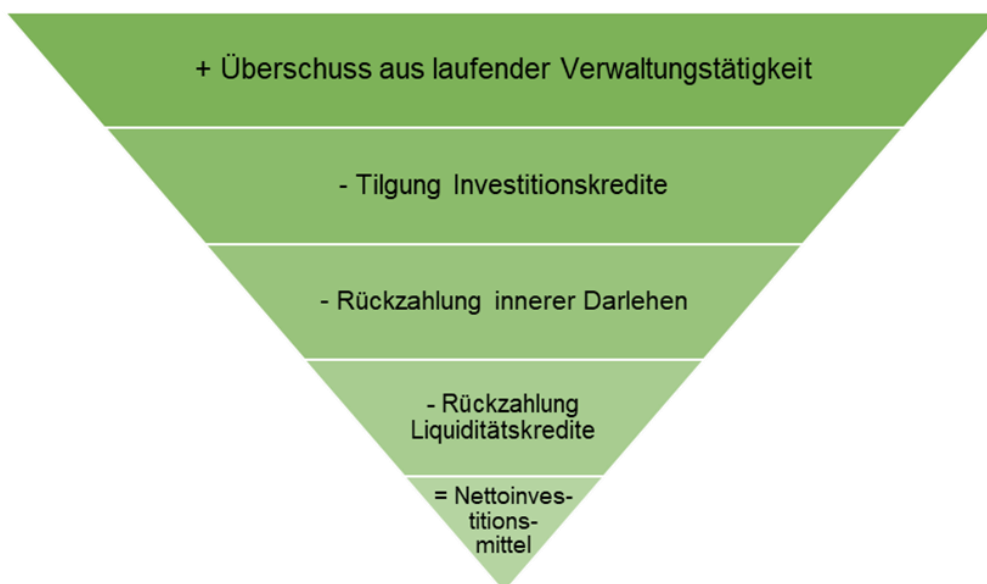 + Überschuss aus laufender Verwaltungstätigkeit
- Tilgung Investitionskredite
- Rückzahlung innerer Darlehen
- Rückzahlung
Liquiditätskredite
= Nettoinves-
titions-
mittel